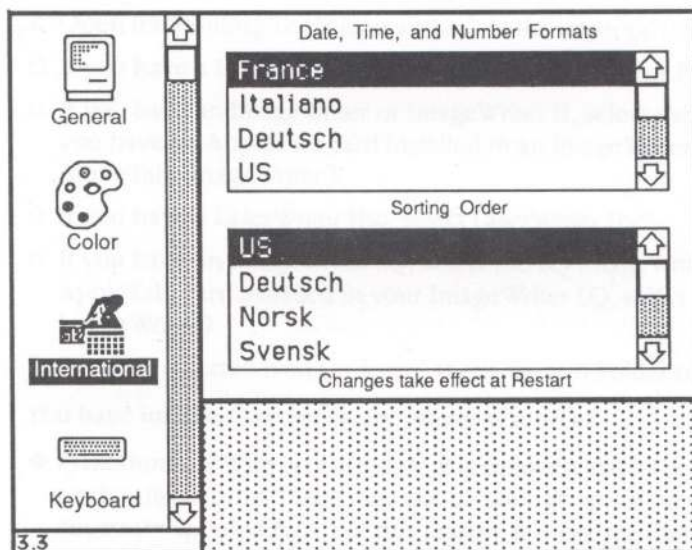 General
Color
International
Keyboard
3.3
Date, Time, and Number Formats
France
Italiano
Deutsch
US
Sorting Order
US
Deutsch
Norsk
Svensk
Changes take effect at Restart